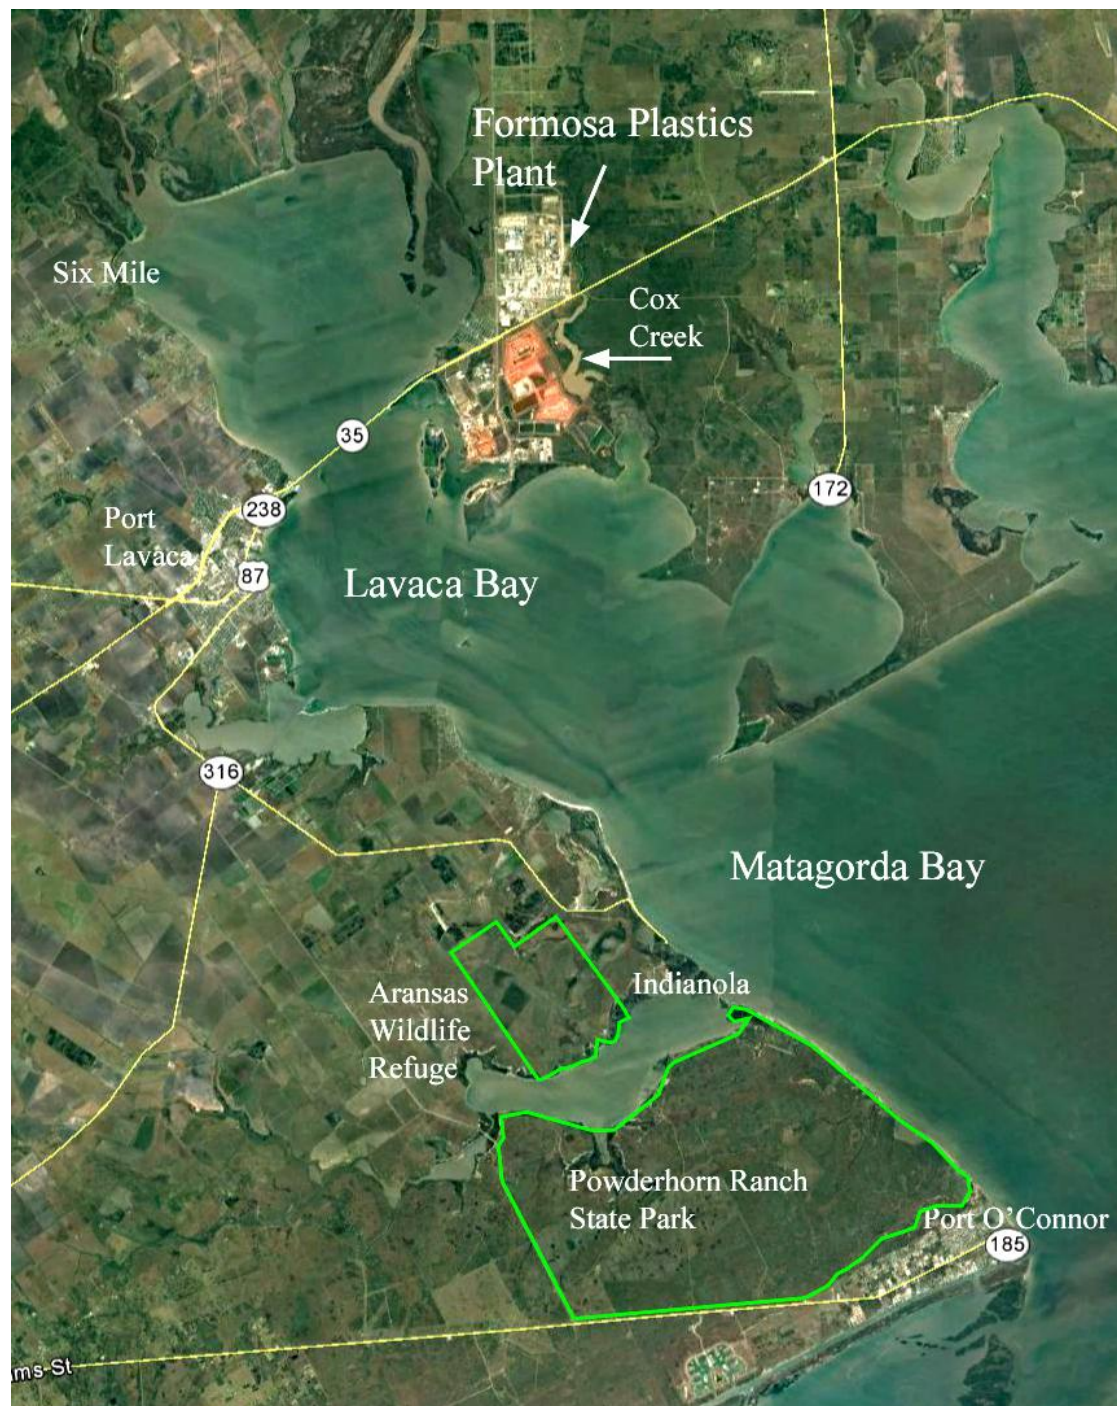 Formosa Plastics
Plant
Six Mile
Cox
Creek
35
172
238
Port
Lavaca
87
Lavaca Bay
316
Matagorda Bay
Indianola
Aransas
Wildlife
Refuge
Powderhorn Ranch
State Park
Port O'Connor
185
ms St